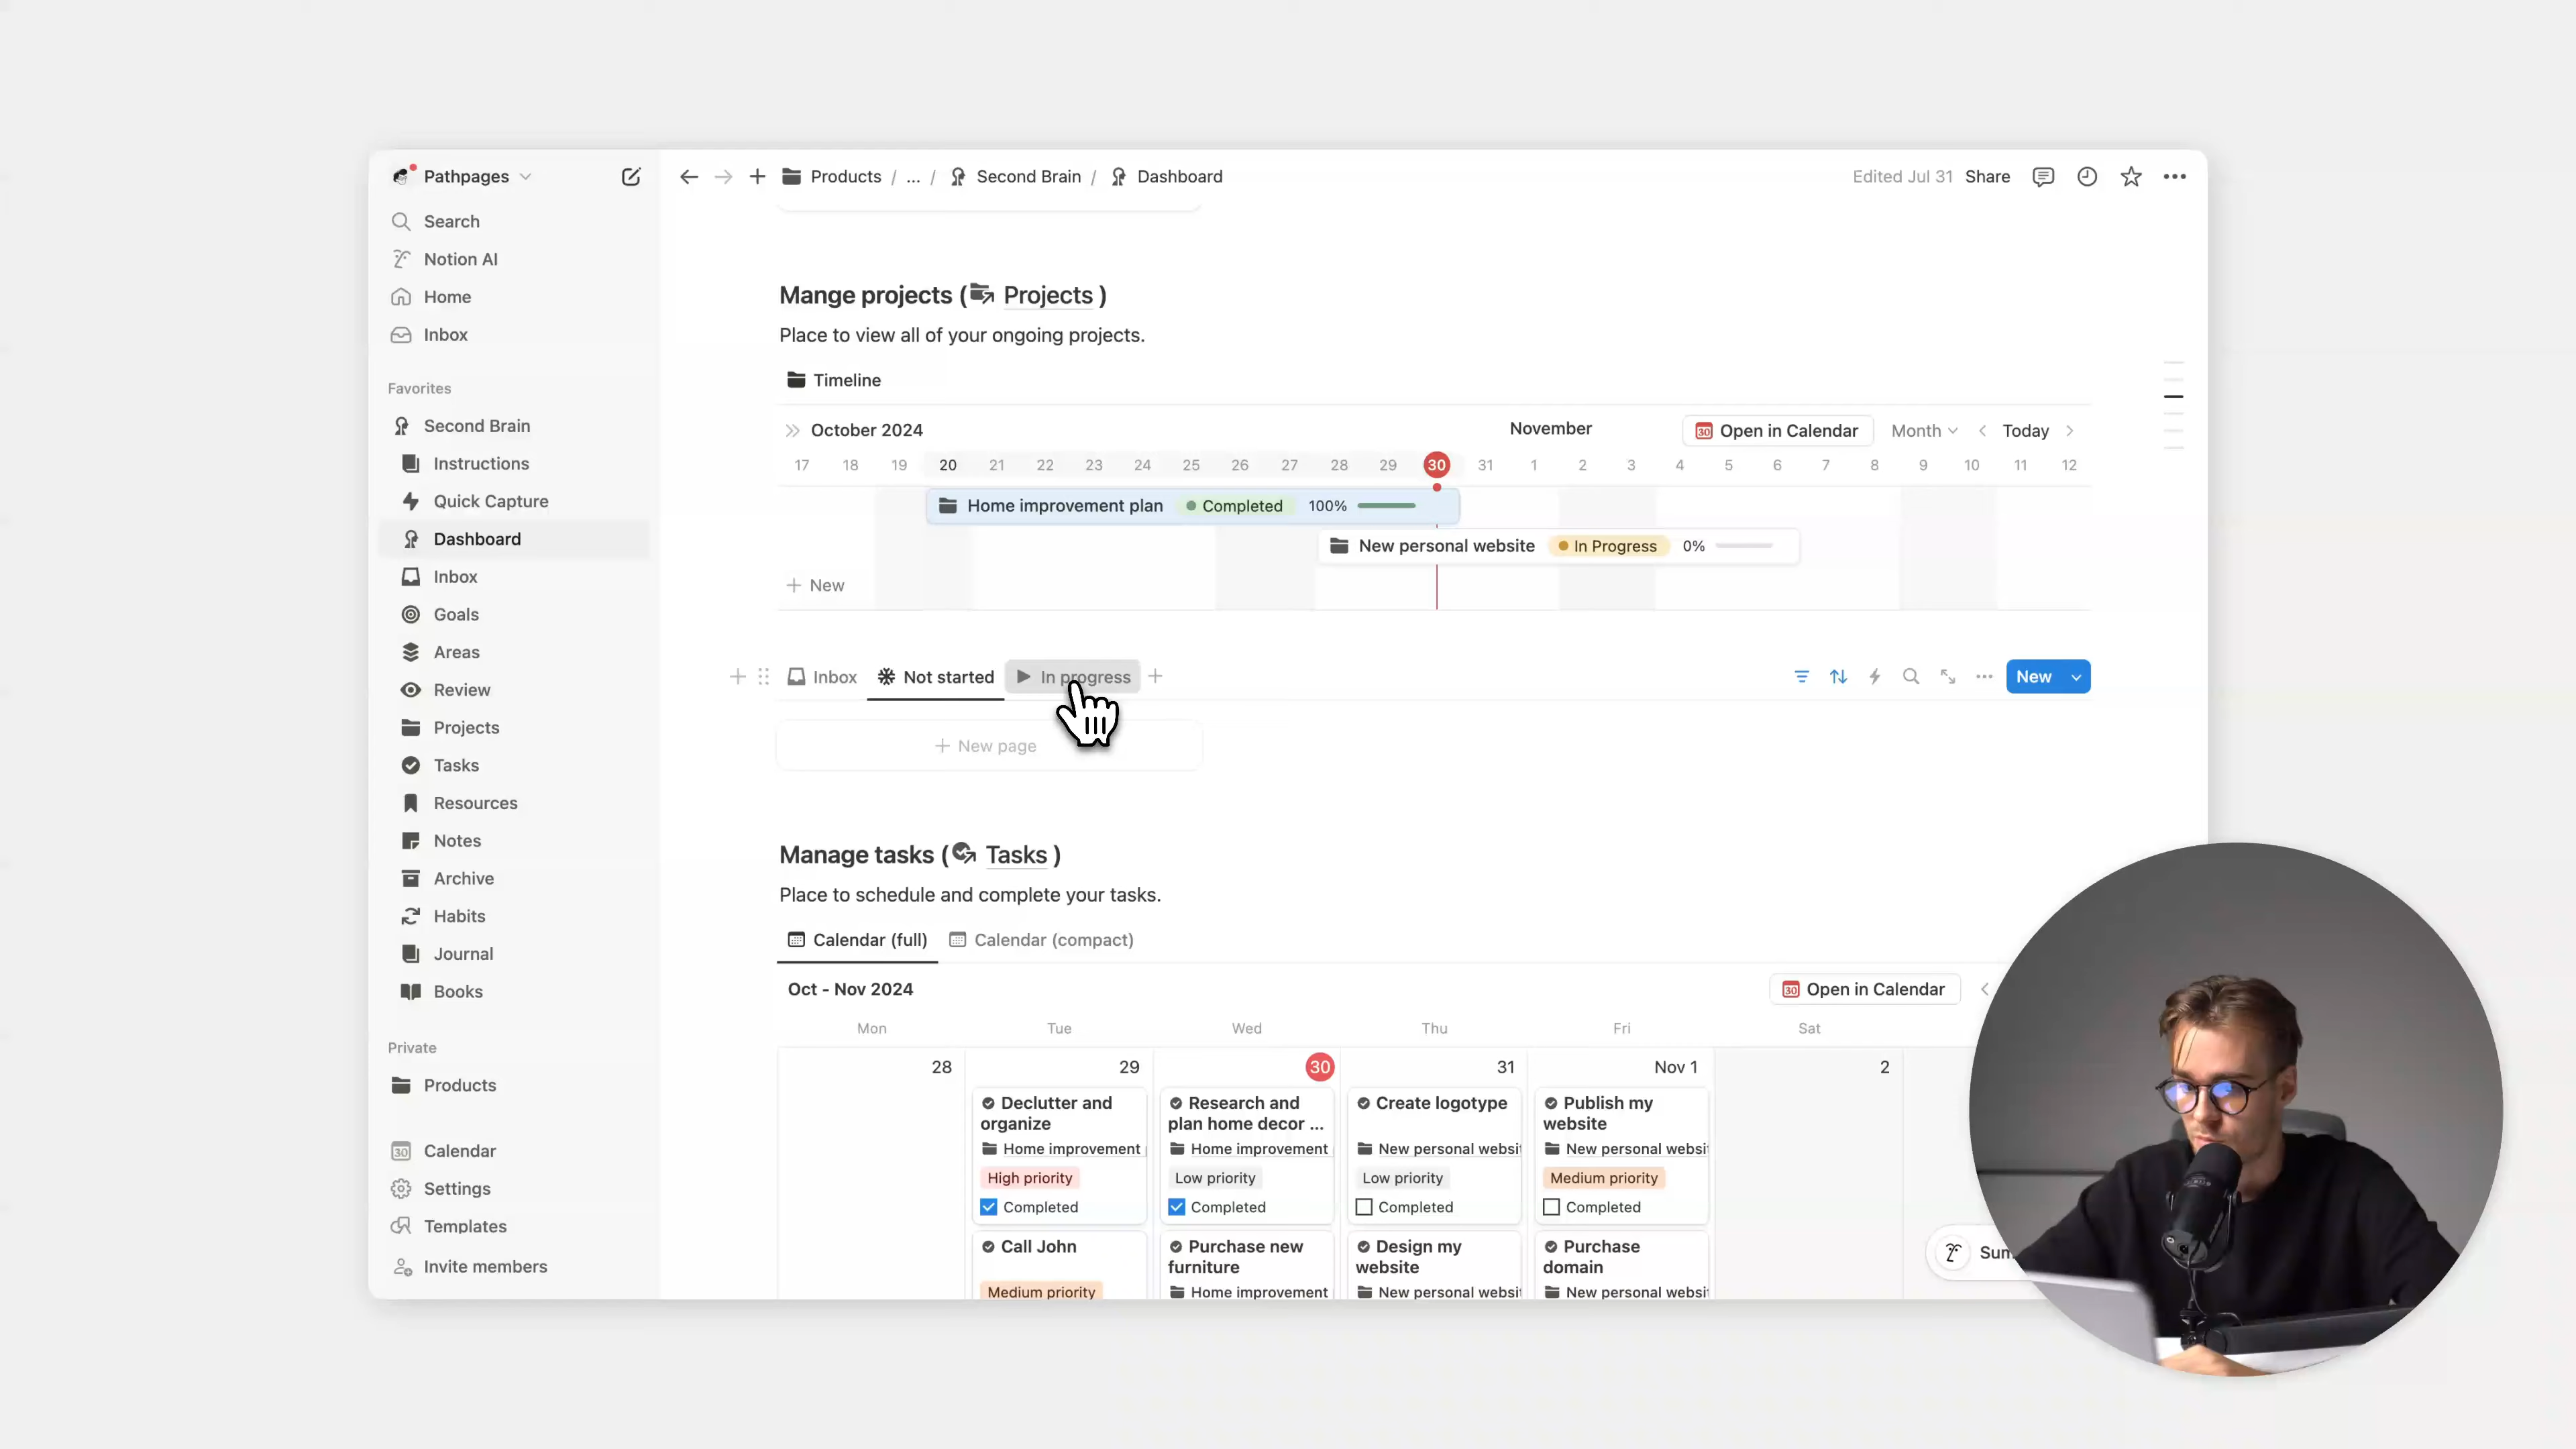 Pathpages
Search
Notion AI
Home
Inbox
Favorites
Second Brain
Instructions
Quick Capture
Dashboard
Inbox
Goals
Areas
Review
Projects
Tasks
Resources
Notes
Archive
Habits
Journal
Books
Private
Products
30 Calendar
Settings
Templates
Invite members
Products / ... / Second Brain / Dashboard
Edited Jul 31 Share
Mange projects ( Projects )
Place to view all of your ongoing projects.
Timeline
October 2024 November 30 Open in Calendar Month Today
17 18 19 20 21 22 23 24 25 26 27 28 29 30 31 1 2 3 4 5 6 7 8 9 10 11 12
Home improvement plan Completed 100%
New personal website In Progress 0%
New
Inbox Not started In progress New
New page
Manage tasks ( Tasks )
Place to schedule and complete your tasks.
Calendar (full) Calendar (compact)
Oct - Nov 2024 30 Open in Calendar
Mon Tue Wed Thu Fri Sat
28 29 30 31 Nov 1 2
Declutter and
organize
Home improvement
High priority
Completed
Call John
Medium priority
Research and
plan home decor ...
Home improvement
Low priority
Completed
Purchase new
furniture
Home improvement
Create logotype
New personal websi
Low priority
Completed
Design my
website
New personal websi
Publish my
website
New personal websi
Medium priority
Completed
Purchase
domain
New personal websi